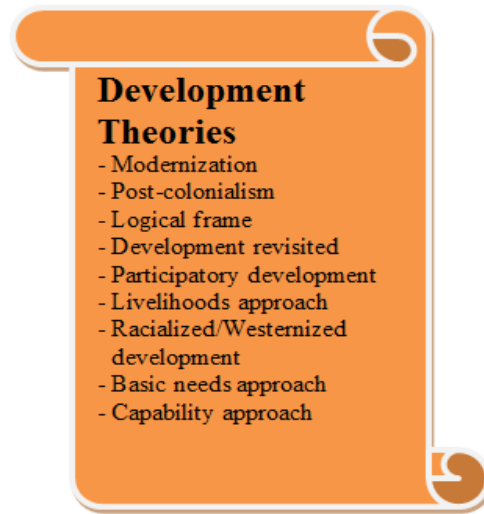 Development
Theories
- Modernization
- Post-colonialism
- Logical frame
- Development revisited
- Participatory development
- Livelihoods approach
- Racialized/Westernized
development
- Basic needs approach
- Capability approach